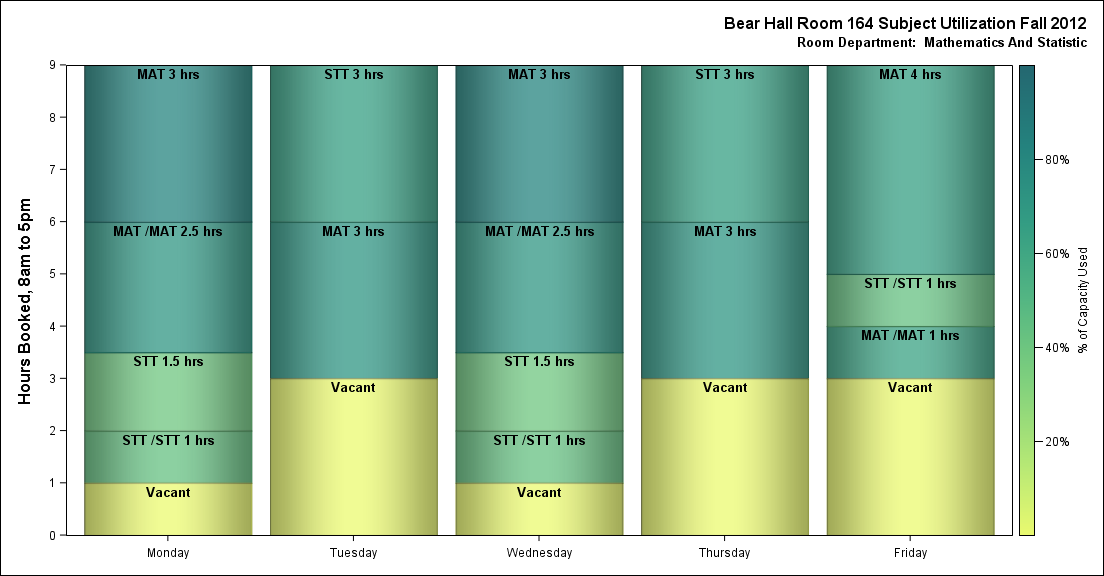 Bear Hall Room 164 Subject Utilization Fall 2012
Room Department:  Mathematics And Statistic
Hours Booked, 8am to 5pm
9
8
7
6
5
4
3
2
1
0
MAT 3 hrs
MAT /MAT 2.5 hrs
STT 1.5 hrs
STT /STT 1 hrs
Vacant
STT 3 hrs
MAT 3 hrs
Vacant
MAT 3 hrs
MAT /MAT 2.5 hrs
STT 1.5 hrs
STT /STT 1 hrs
Vacant
STT 3 hrs
MAT 3 hrs
Vacant
MAT 4 hrs
STT /STT 1 hrs
MAT /MAT 1 hrs
Vacant
Monday
Tuesday
Wednesday
Thursday
Friday
80%
60%
40%
20%
% of Capacity Used